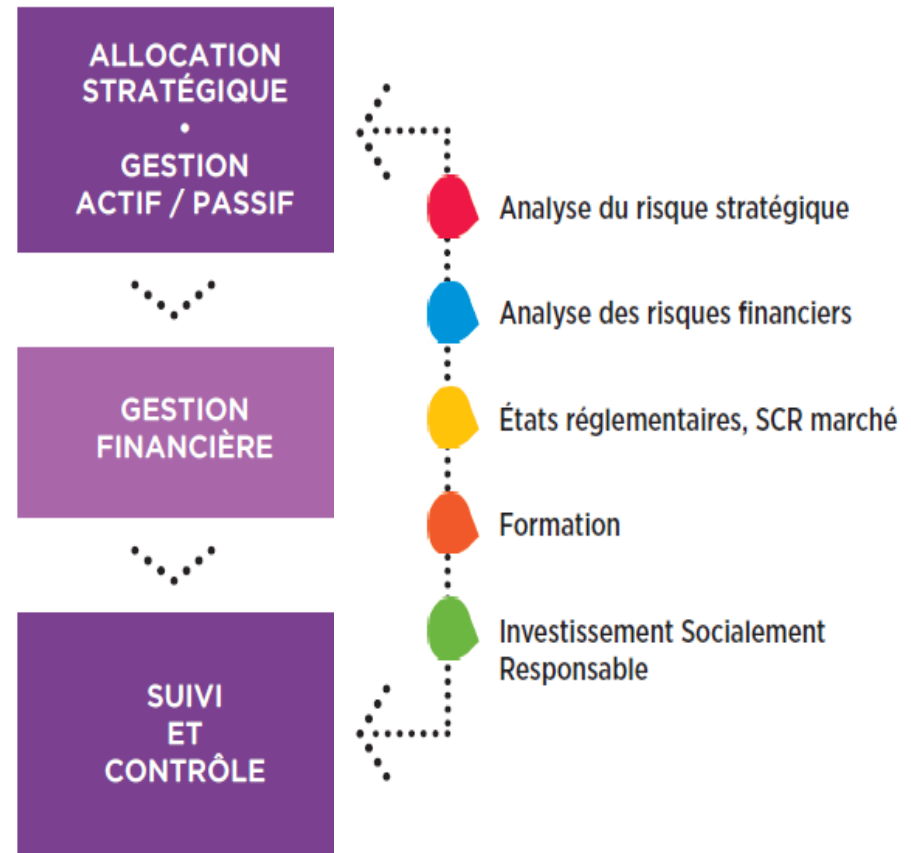 ALLOCATION
STRATÉGIQUE
•
GESTION
ACTIF / PASSIF
GESTION
FINANCIÈRE
SUIVI
ET
CONTRÔLE
Analyse du risque stratégique
Analyse des risques financiers
États réglementaires, SCR marché
Formation
Investissement Socialement
Responsable